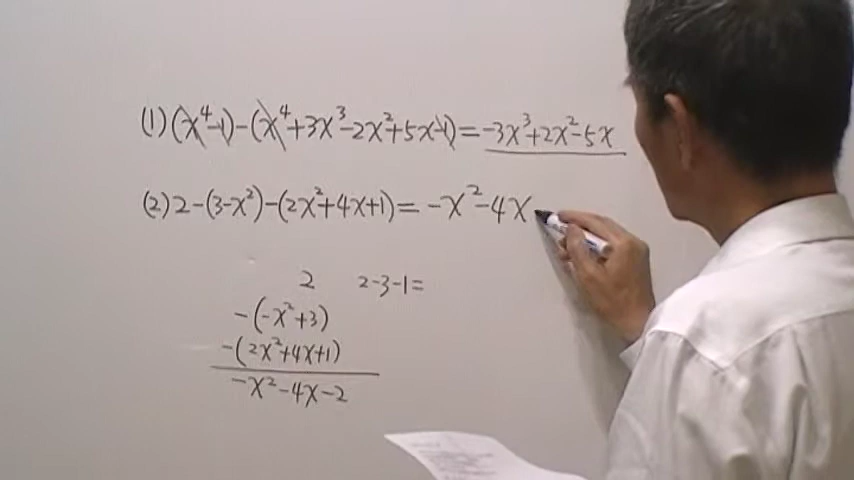 (1) (x⁴-1)-(x⁴+3x³-2x²+5x-1)=-3x³+2x²-5x
(2) 2-(3-x²)-(2x²+4x+1)=-x²-4x
2 2-3-1=
-(-x²+3)
-(2x²+4x+1)
-x²-4x-2